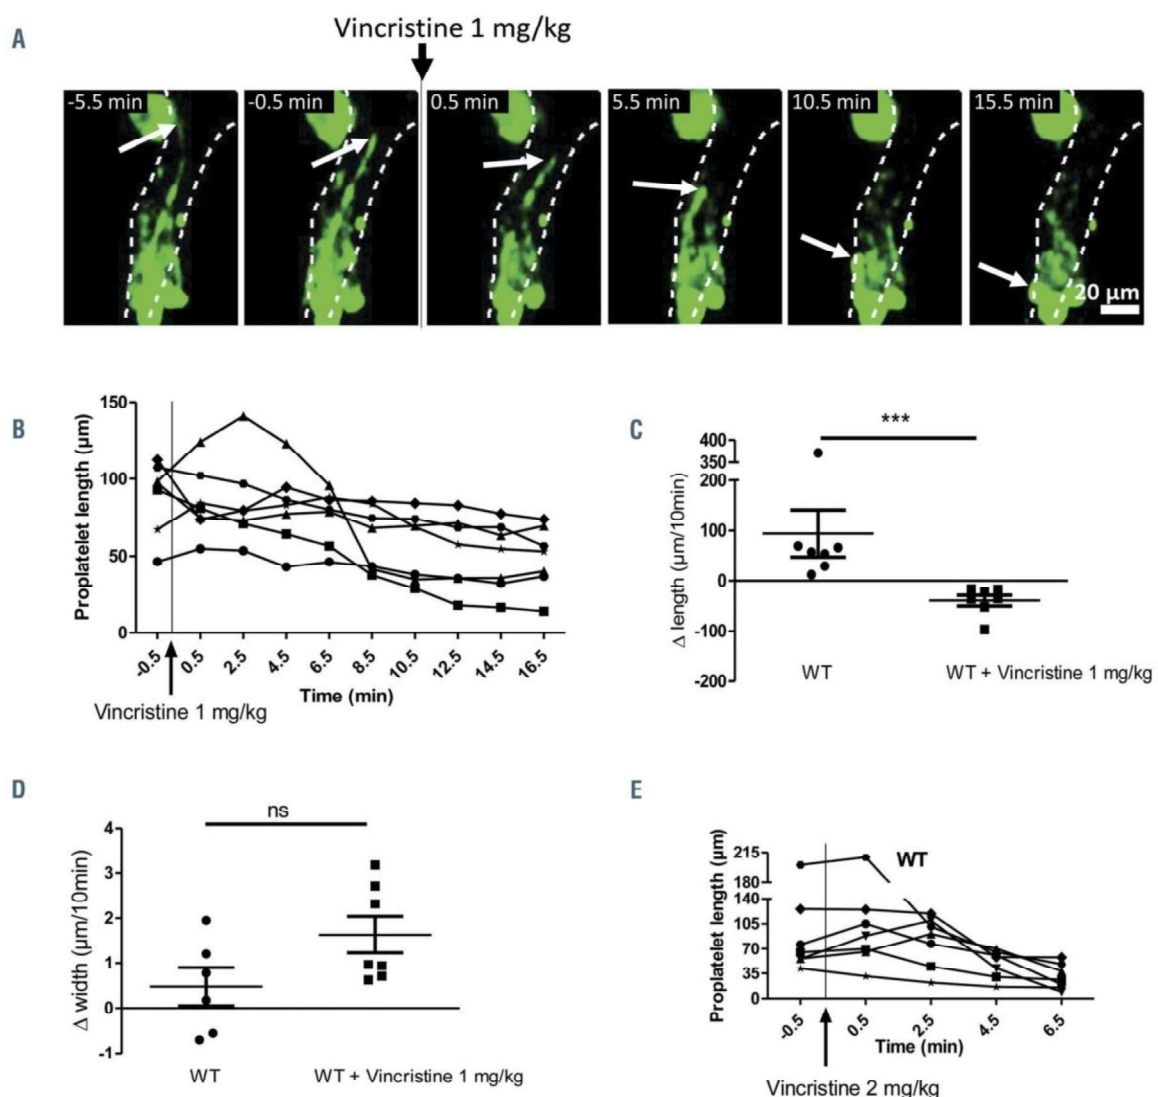 A
Vincristine 1 mg/kg
-5.5 min
-0.5 min
0.5 min
5.5 min
10.5 min
15.5 min
20 µm
B
Proplatelet length (µm)
150
100
50
0
-0.5
0.5
2.5
4.5
6.5
8.5
10.5
12.5
14.5
16.5
Time (min)
Vincristine 1 mg/kg
C
Δ length (µm/10min)
400
350
200
100
0
-100
-200
***
WT
WT + Vincristine 1 mg/kg
D
Δ width (µm/10min)
4
3
2
1
0
-1
ns
WT
WT + Vincristine 1 mg/kg
E
Proplatelet length (µm)
215
180
140
105
70
35
0
WT
-0.5
0.5
2.5
4.5
6.5
Time (min)
Vincristine 2 mg/kg